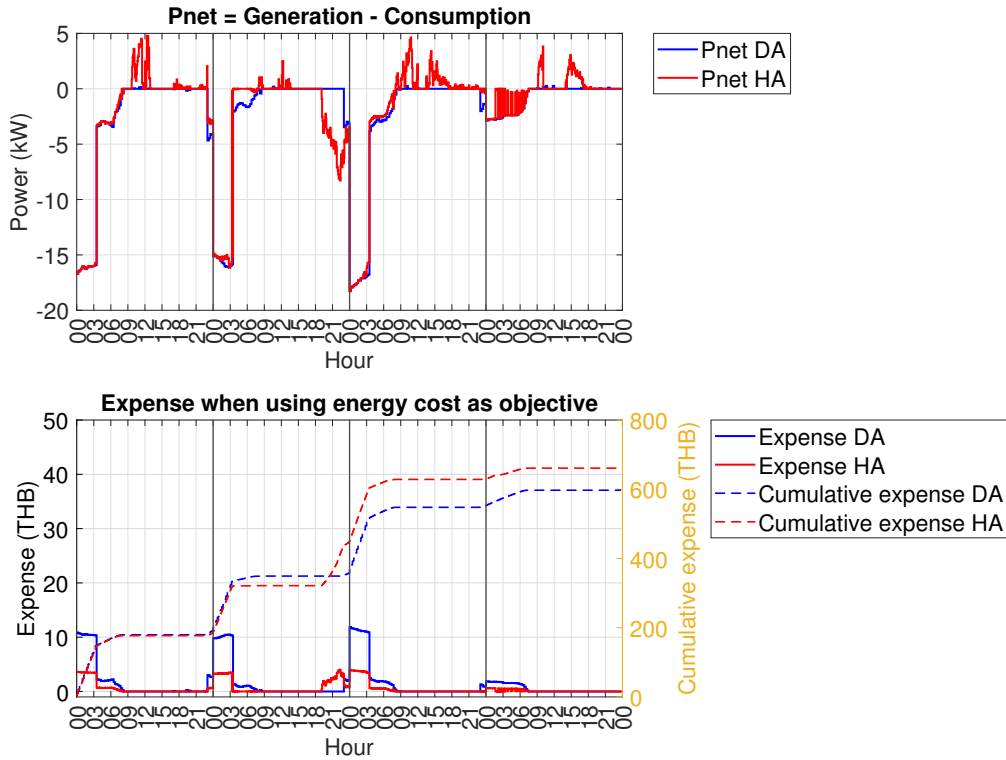 Pnet = Generation - Consumption
5
0
-5
-10
-15
-20
Power (kW)
00 03 06 09 12 15 18 21 00 03 06 09 12 15 18 21 00 03 06 09 12 15 18 21 00 03 06 09 12 15 18 21 00
Hour
Pnet DA
Pnet HA
Expense when using energy cost as objective
50
40
30
20
10
0
Expense (THB)
800
600
400
200
0
Cumulative expense (THB)
00 03 06 09 12 15 18 21 00 03 06 09 12 15 18 21 00 03 06 09 12 15 18 21 00 03 06 09 12 15 18 21 00
Hour
Expense DA
Expense HA
Cumulative expense DA
Cumulative expense HA